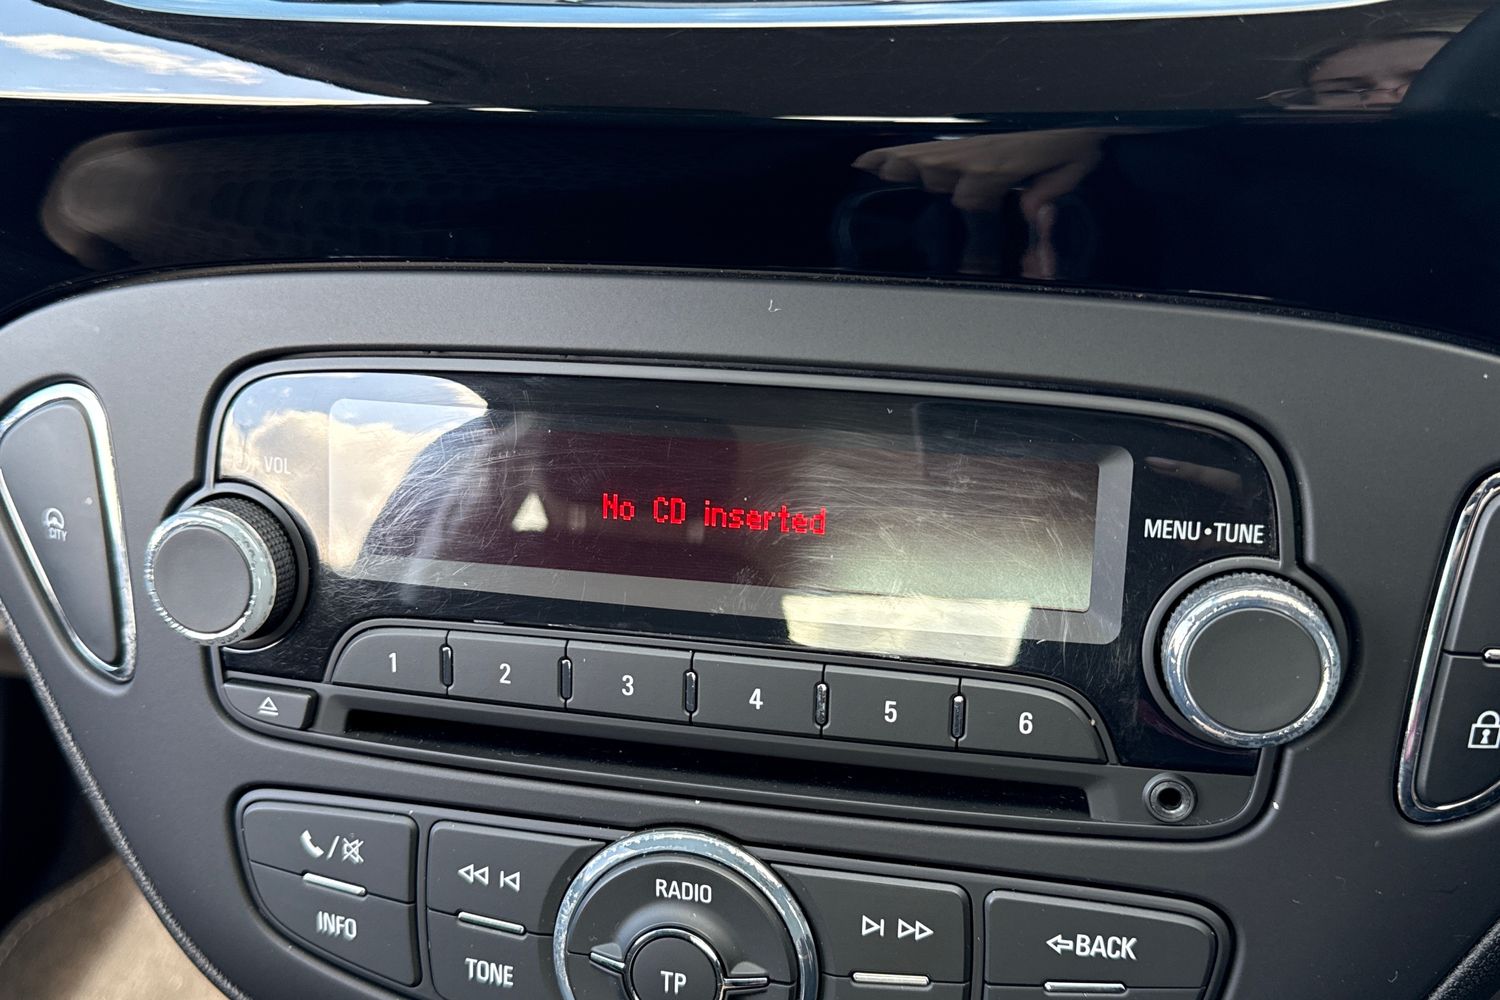 VOL
No CD inserted
MENU•TUNE
CITY
1 2 3 4 5 6
RADIO
INFO
TONE
TP
BACK